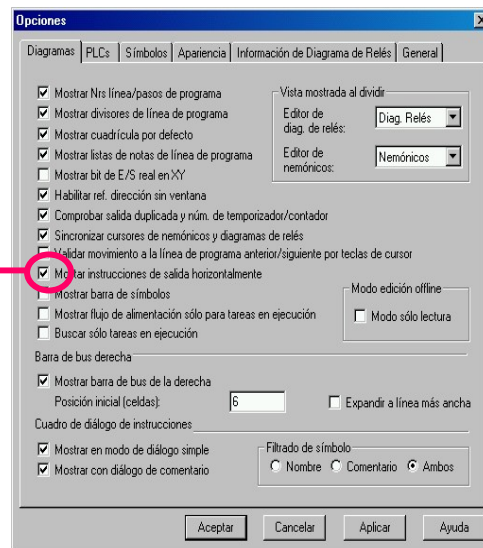 Opciones
Diagramas PLCs Símbolos Apariencia Información de Diagrama de Relés General
Mostrar Nrs línea/pasos de programa
Mostrar divisores de línea de programa
Mostrar cuadrícula por defecto
Mostrar listas de notas de línea de programa
Mostrar bit de E/S real en XY
Habilitar ref. dirección sin ventana
Comprobar salida duplicada y núm. de temporizador/contador
Sincronizar cursores de nemónicos y diagramas de relés
Validar movimiento a la línea de programa anterior/siguiente por teclas de cursor
Mostar instrucciones de salida horizontalmente
Mostrar barra de símbolos
Mostrar flujo de alimentación sólo para tareas en ejecución
Buscar sólo tareas en ejecución
Vista mostrada al dividir
Editor de
diag. de relés:
Diag. Relés
Editor de
nemónicos:
Nemónicos
Modo edición offline
Modo sólo lectura
Barra de bus derecha
Mostrar barra de bus de la derecha
Posición inicial (celdas): 6 Expandir a línea más ancha
Cuadro de diálogo de instrucciones
Mostrar en modo de diálogo simple
Mostrar con diálogo de comentario
Filtrado de símbolo
Nombre Comentario Ambos
Aceptar Cancelar Aplicar Ayuda